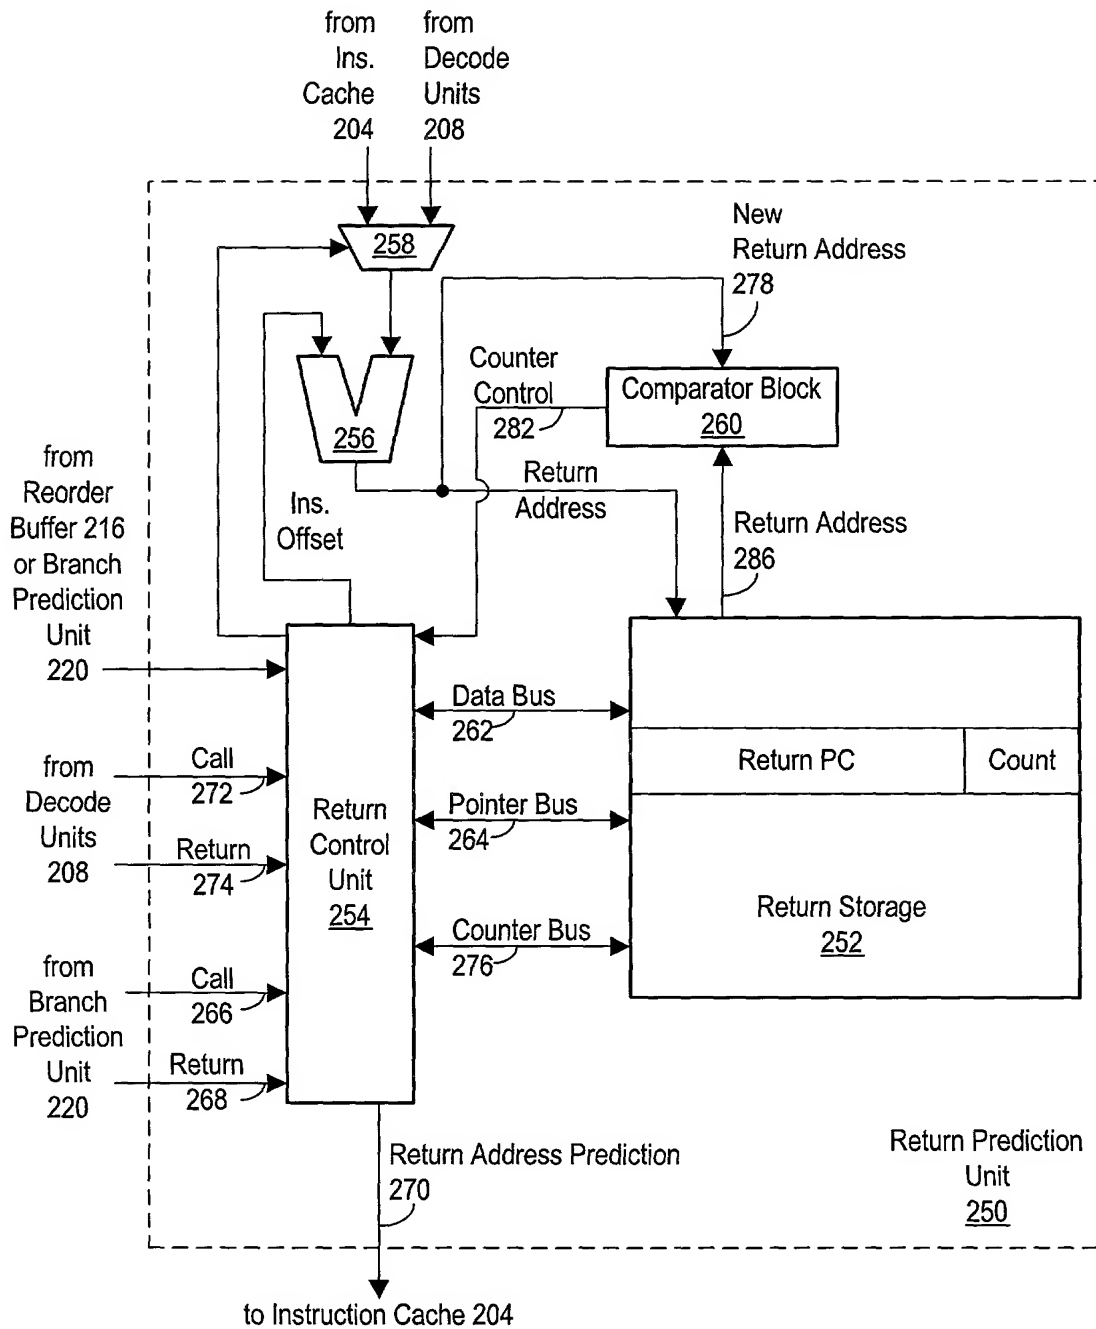 from
Ins.
Cache
204
from
Decode
Units
208
258
New
Return Address
278
Counter
Control
282
Comparator Block
260
256
Return
Address
Ins.
Offset
Return Address
286
from
Reorder
Buffer 216
or Branch
Prediction
Unit
220
Data Bus
262
Return PC
Count
from
Decode
Units
208
Call
272
Return
274
Return
Control
Unit
254
Pointer Bus
264
Return Storage
252
Counter Bus
276
from
Branch
Prediction
Unit
220
Call
266
Return
268
Return Address Prediction
270
Return Prediction
Unit
250
to Instruction Cache 204